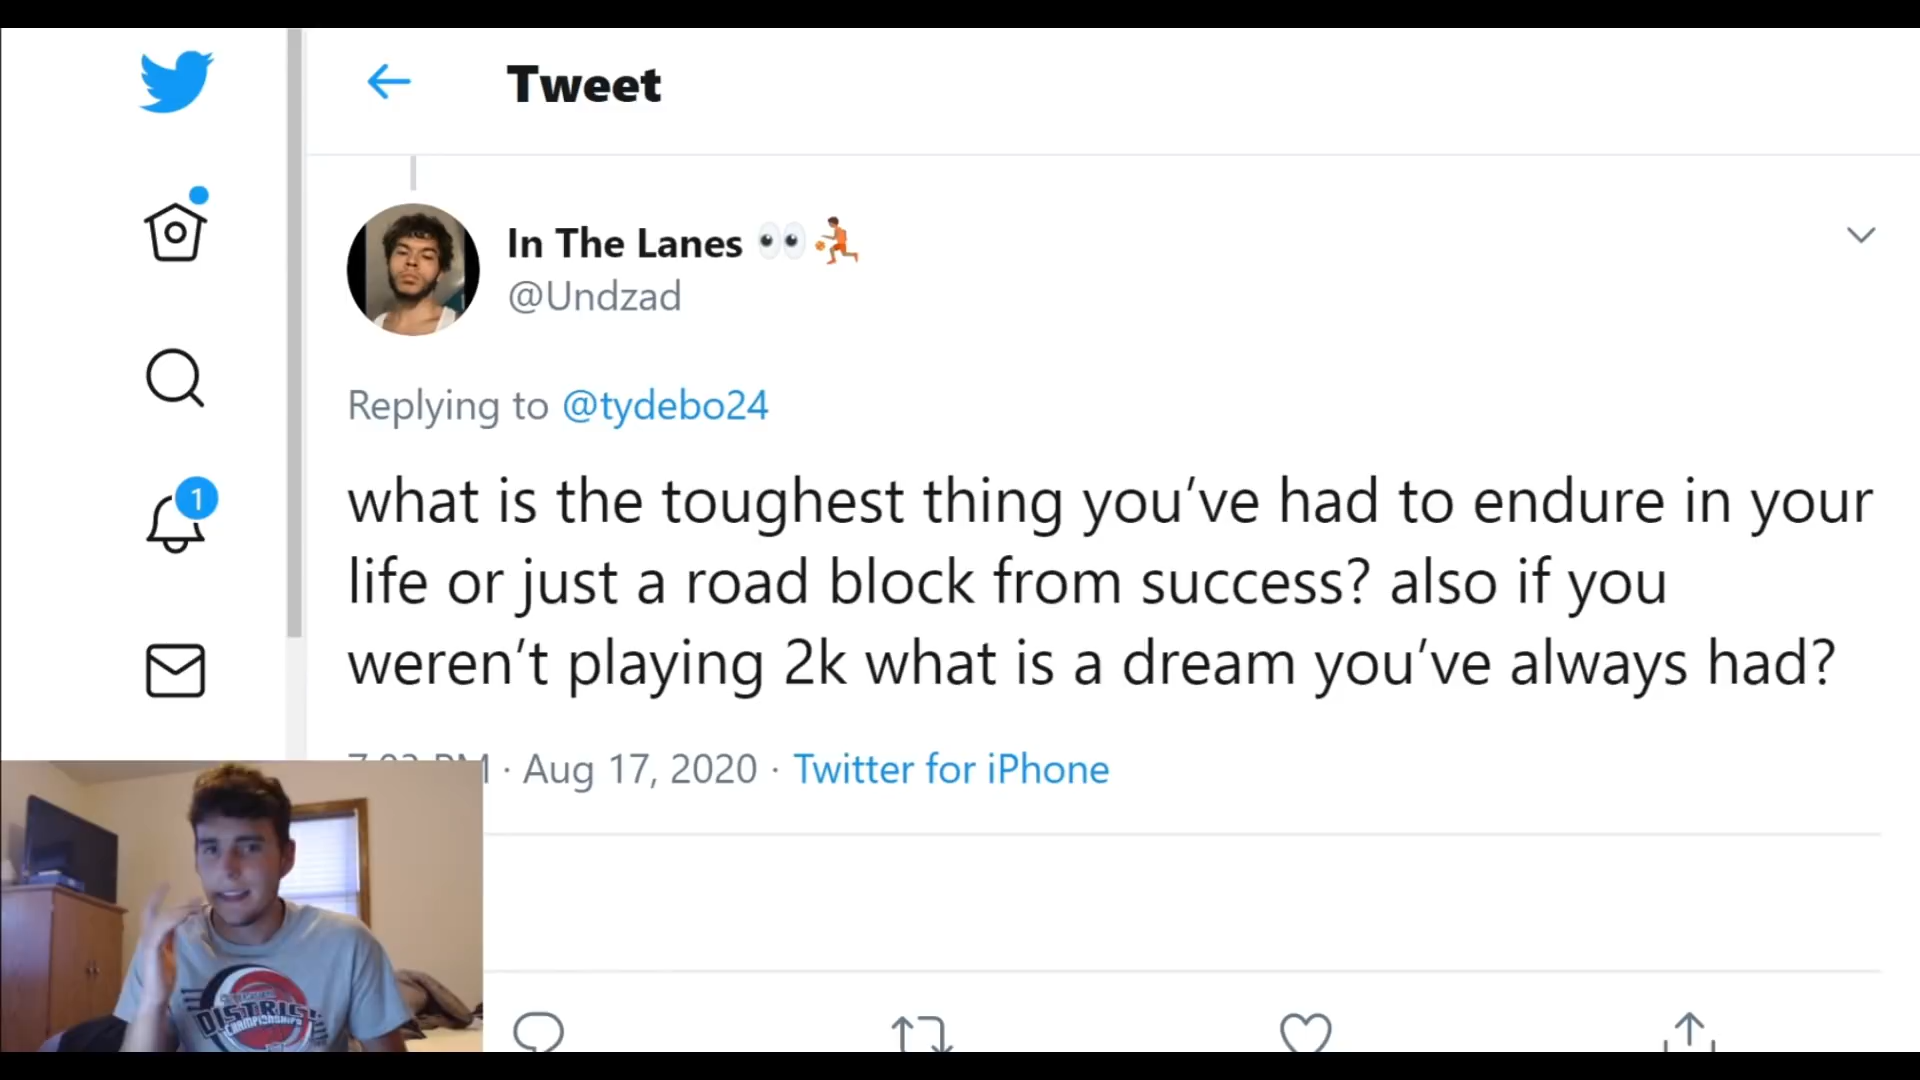 Tweet
In The Lanes
@Undzad
Replying to @tydebo24
1
what is the toughest thing you’ve had to endure in your
life or just a road block from success? also if you
weren’t playing 2k what is a dream you’ve always had?
· Aug 17, 2020 · Twitter for iPhone
DISTRICT
CHAMPIONSHIPS